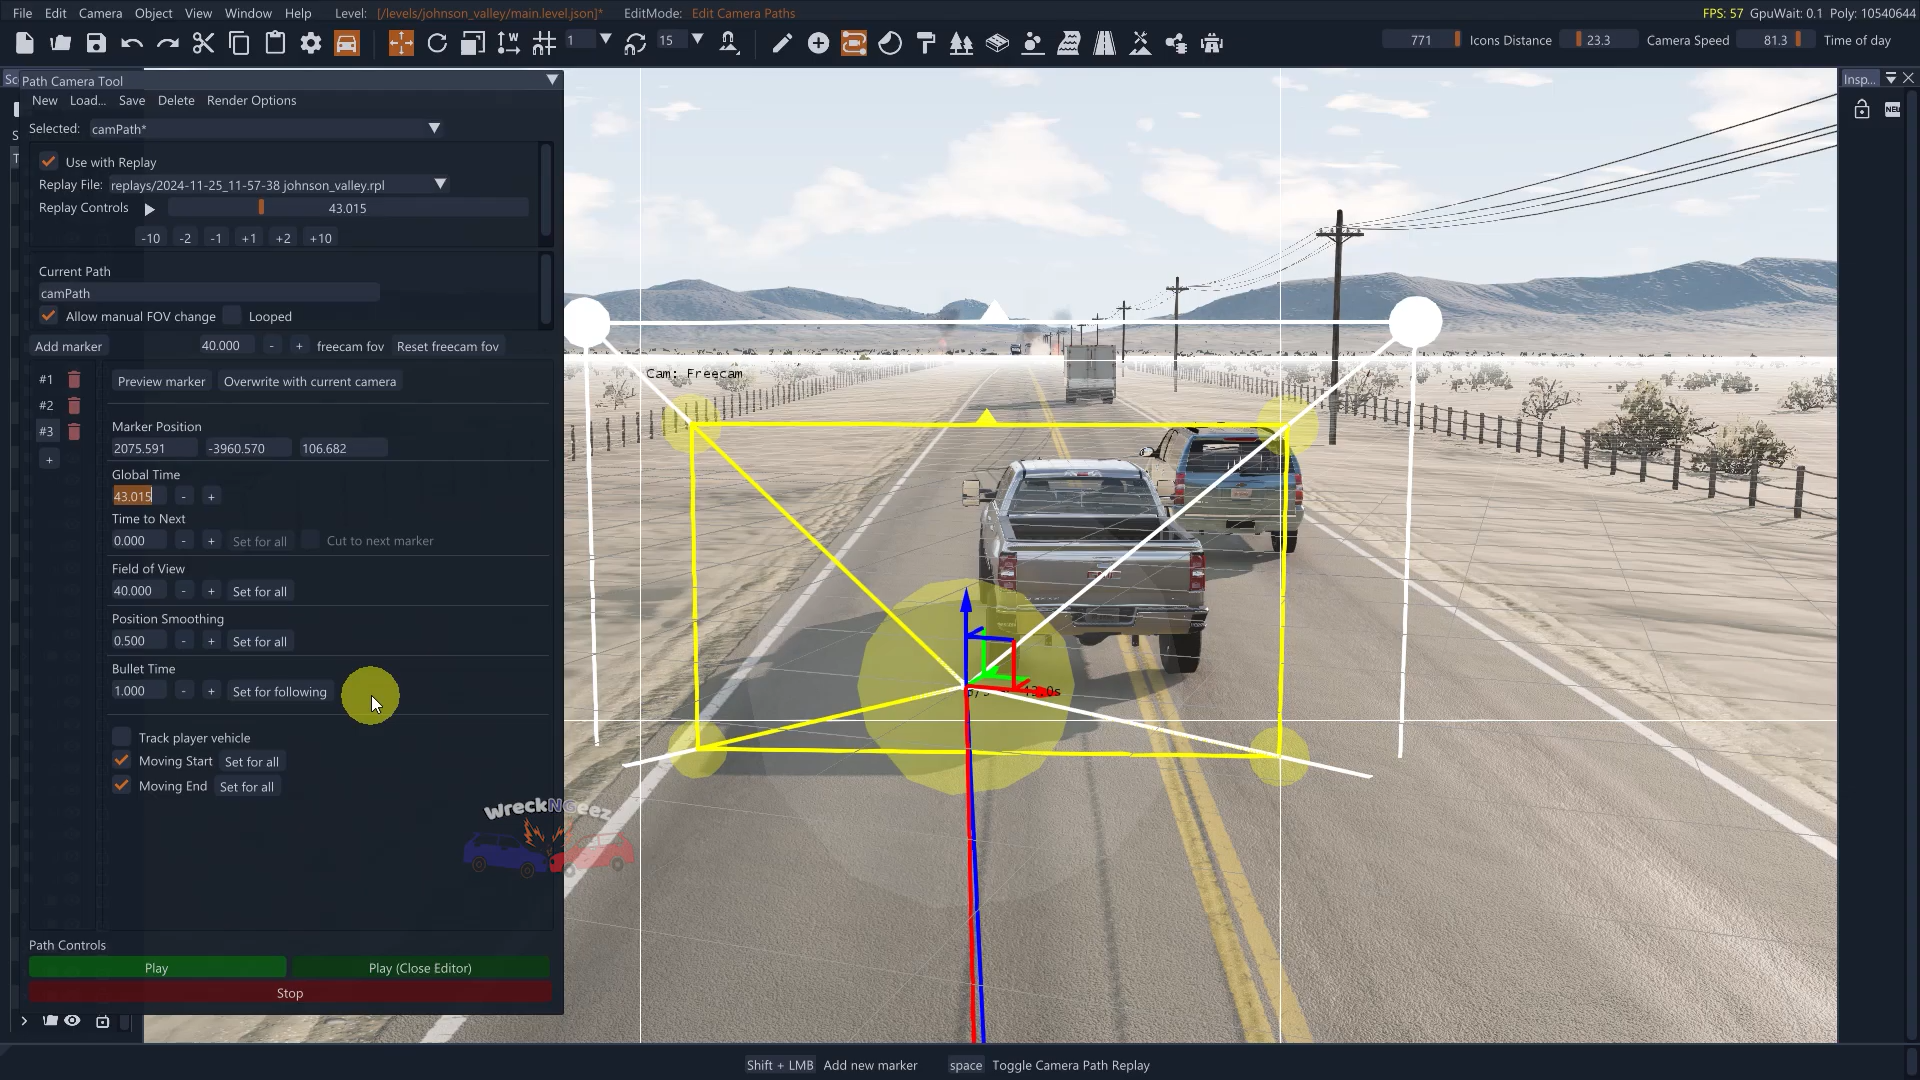 File Edit Camera Object View Window Help Level: [/levels/johnson_valley/main.level.json]* EditMode: Edit Camera Paths FPS: 57 GpuWait: 0.1 Poly: 10540644
1 15 771 Icons Distance 23.3 Camera Speed 81.3 Time of day
Path Camera Tool
Insp...
New Load... Save Delete Render Options
NEW
Selected: camPath*
Use with Replay
Replay File: replays/2024-11-25_11-57-38 johnson_valley.rpl
Replay Controls 43.015
-10 -2 -1 +1 +2 +10
Current Path
camPath
Allow manual FOV change Looped
Add marker 40.000 - + freecam fov Reset freecam fov
Cam: Freecam
#1 Preview marker Overwrite with current camera
#2
#3 Marker Position
2075.591 -3960.570 106.682
+
Global Time
43.015 - +
Time to Next
0.000 - + Set for all Cut to next marker
Field of View
40.000 - + Set for all
Position Smoothing
0.500 - + Set for all
Bullet Time
1.000 - + Set for following
Track player vehicle
Moving Start Set for all
Moving End Set for all
WreckNGeez
Path Controls
Play Play (Close Editor)
Stop
Shift + LMB Add new marker space Toggle Camera Path Replay